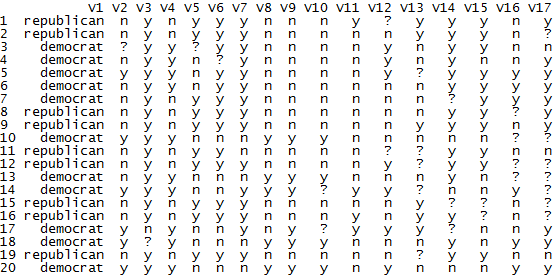 V1 V2 V3 V4 V5 V6 V7 V8 V9 V10 V11 V12 V13 V14 V15 V16 V17
1 republican n y n y y y n n n y ? y y y n y
2 republican n y n y y y n n n n n y y y n ?
3 democrat ? y y ? y y n n n n y n y y n n
4 democrat n y y n ? y n n n n y n y n n y
5 democrat y y y n y y n n n n y ? y y y y
6 democrat n y y n y y n n n n n n y y y y
7 democrat n y n y y y n n n n n n ? y y y
8 republican n y n y y y n n n n n n y y ? y
9 republican n y n y y y n n n n n y y y n y
10 democrat y y y n n n y y y n n n n n ? ?
11 republican n y n y y n n n n n ? ? y y n n
12 republican n y n y y y n n n n y ? y y ? ?
13 democrat n y y n n n y y y n n n y n ? ?
14 democrat y y y n n y y y ? y y ? n n y ?
15 republican n y n y y y n n n n n y ? ? n ?
16 republican n y n y y y n n n y n y y ? n ?
17 democrat y n y n n y n y ? y y y ? n n y
18 democrat y ? y n n n y y y n n n y n y y
19 republican n y n y y y n n n n n ? y y n n
20 democrat y y y n n n y y y n y n n n y y